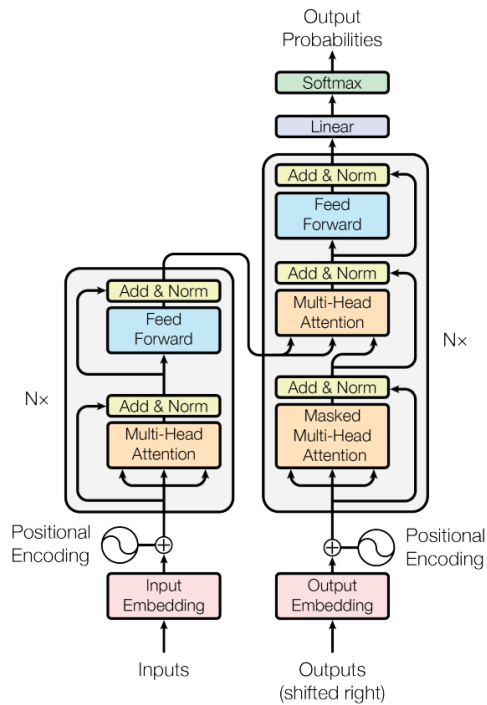 Output
Probabilities
Softmax
Linear
Add & Norm
Feed
Forward
Add & Norm
Multi-Head
Attention
Add & Norm
Masked
Multi-Head
Attention
Nx
Add & Norm
Feed
Forward
Add & Norm
Multi-Head
Attention
Nx
Positional
Encoding
Input
Embedding
Inputs
Positional
Encoding
Output
Embedding
Outputs
(shifted right)